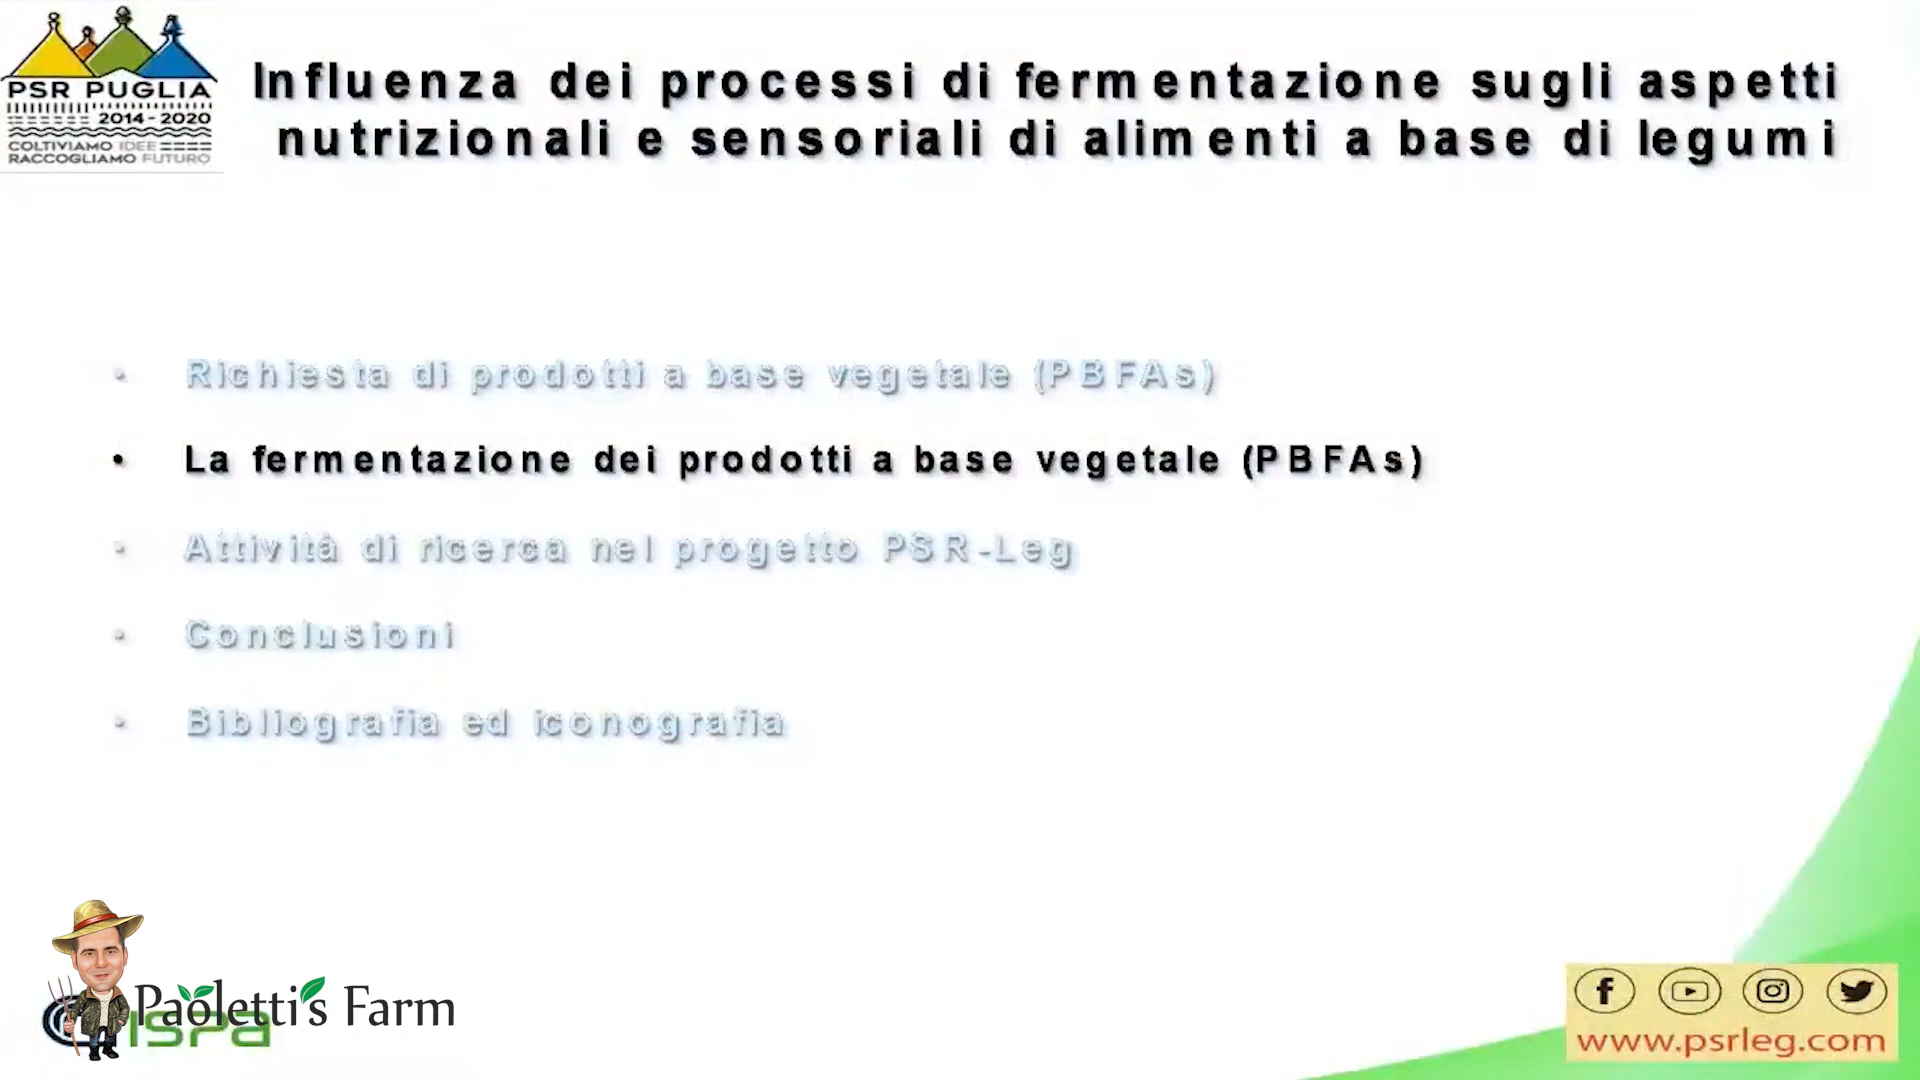 PSR PUGLIA
2014-2020
COLTIVIAMO IDEE
RACCOGLIAMO FUTURO
Influenza dei processi di fermentazione sugli aspetti
nutrizionali e sensoriali di alimenti a base di legumi
• Richiesta di prodotti a base vegetale (PBFAs)
• La fermentazione dei prodotti a base vegetale (PBFAs)
• Attività di ricerca nel progetto PSR-Leg
• Conclusioni
• Bibliografia ed iconografia
Paoletti's Farm
ispa
www.psrleg.com